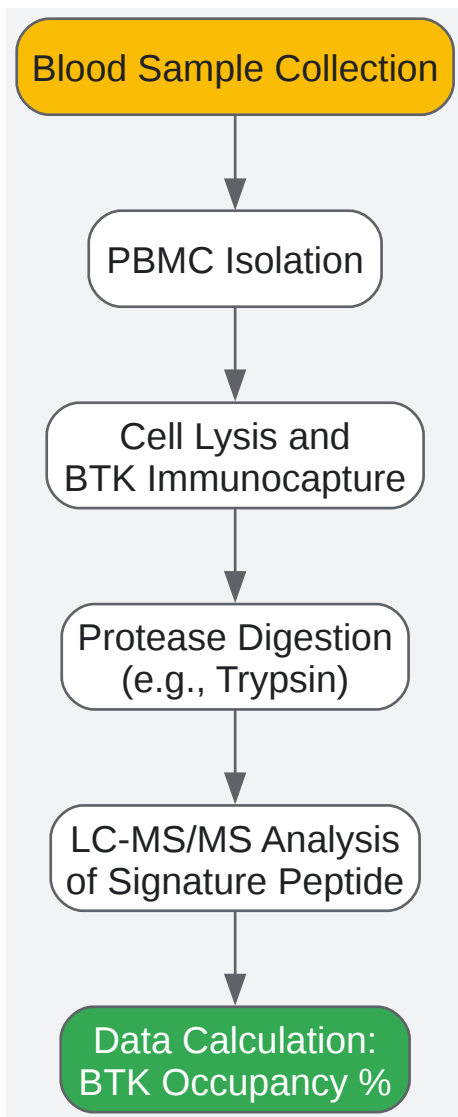 Blood Sample Collection
PBMC Isolation
Cell Lysis and
BTK Immunocapture
Protease Digestion
(e.g., Trypsin)
LC-MS/MS Analysis
of Signature Peptide
Data Calculation:
BTK Occupancy %